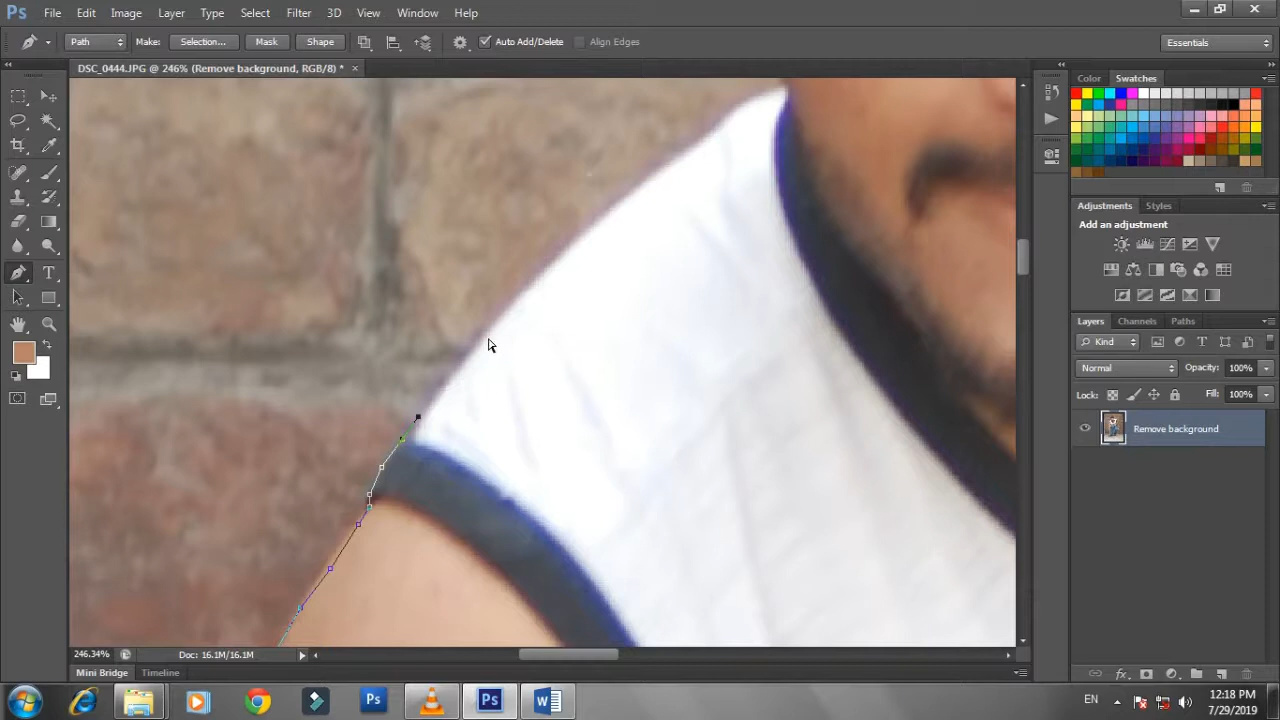 Ps File Edit Image Layer Type Select Filter 3D View Window Help
Path Make: Selection... Mask Shape Auto Add/Delete Align Edges Essentials
DSC_0444.JPG @ 246% (Remove background, RGB/8) * ×
Color Swatches
Adjustments Styles
Add an adjustment
Layers Channels Paths
Kind
Normal Opacity: 100%
Lock: Fill: 100%
Remove background
246.34% Doc: 16.1M/16.1M
Mini Bridge Timeline
Ps Ps W EN 12:18 PM
7/29/2019